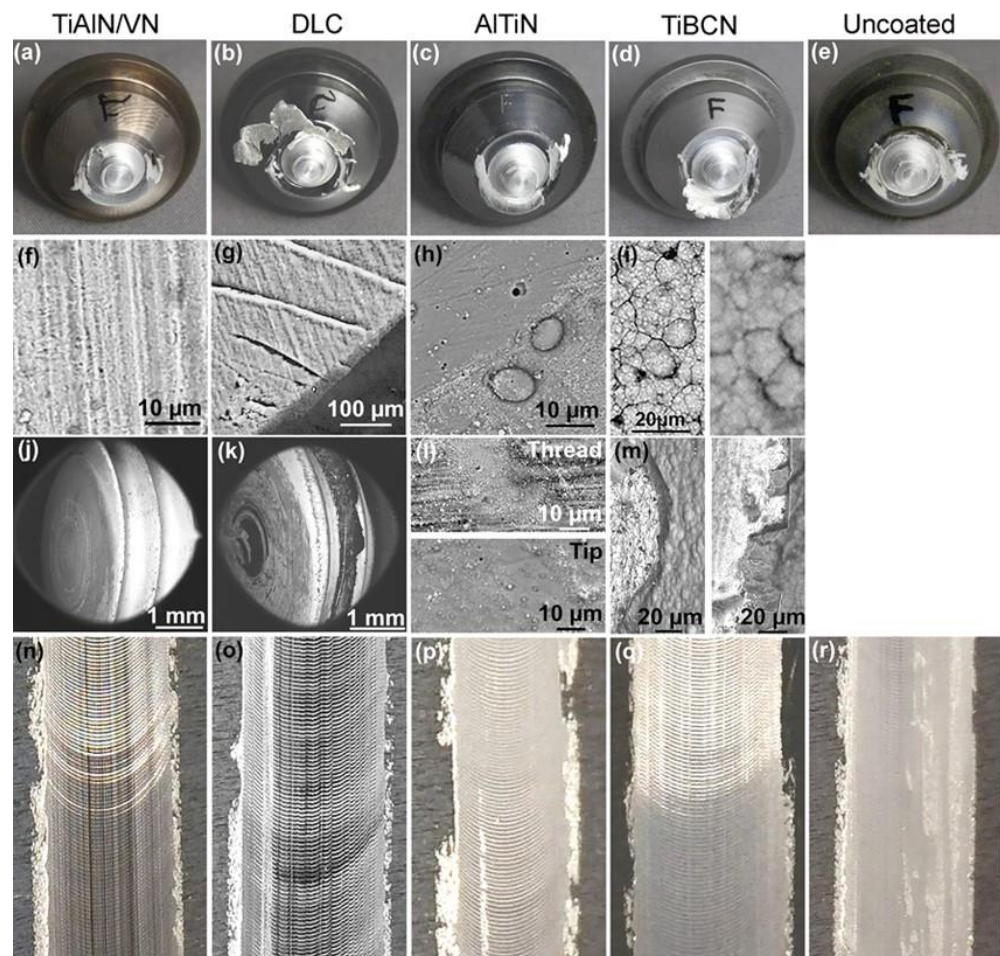 TiAlN/VN DLC AlTiN TiBCN Uncoated
(a) (b) (c) (d) (e)
F F F F F
(f) (g) (h) (i)
10 µm 100 µm 10 µm 20µm
(j) (k) (l) Thread (m)
10 µm
Tip
1 mm 1 mm 10 µm 20 µm 20 µm
(n) (o) (p) (q) (r)